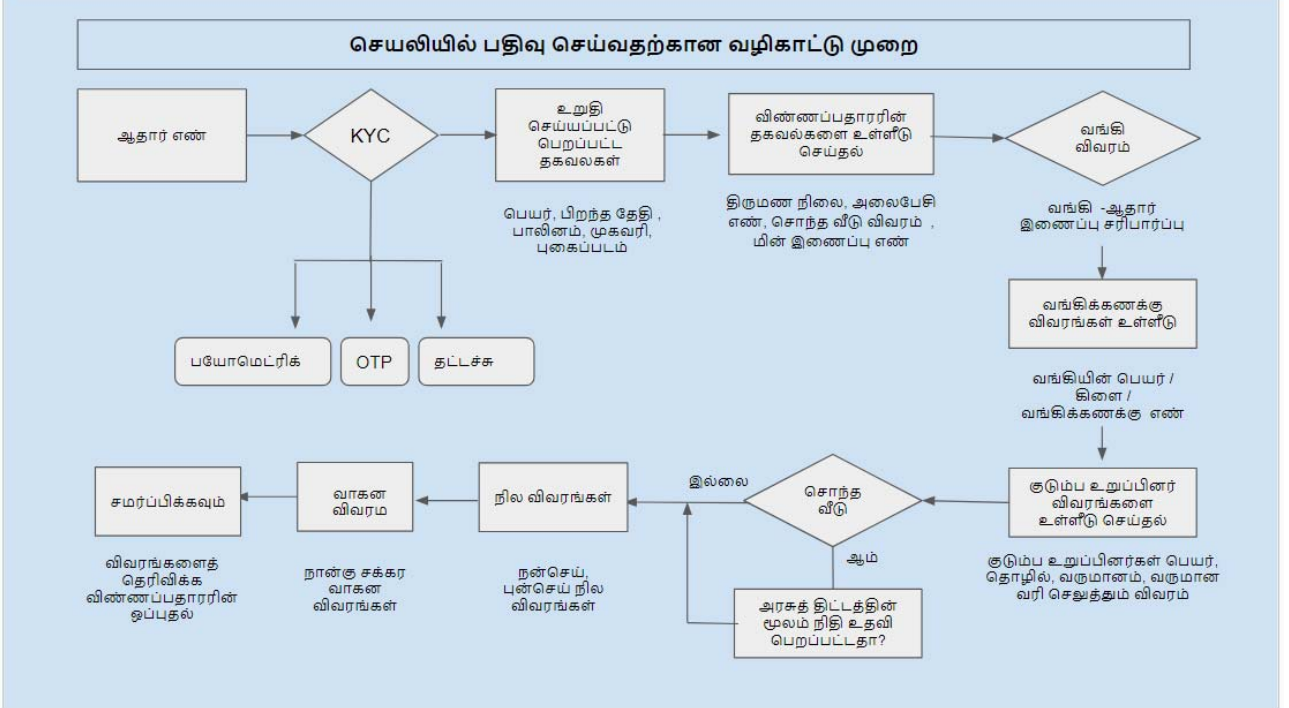 செயலியில் பதிவு செய்வதற்கான வழிகாட்டு முறை
ஆதார் எண்
KYC
உறுதி
செய்யப்பட்டு
பெறப்பட்ட
தகவலகள்
விண்ணப்பதாரரின்
தகவல்களை உள்ளீடு
செய்தல்
வங்கி
விவரம்
பெயர், பிறந்த தேதி ,
பாலினம், முகவரி,
புகைப்படம்
திருமண நிலை, அலைபேசி
எண், சொந்த வீடு விவரம் ,
மின் இணைப்பு எண்
வங்கி -ஆதார்
இணைப்பு சரிபார்ப்பு
பயோமெட்ரிக்
OTP
தட்டச்சு
வங்கிக்கணக்கு
விவரங்கள் உள்ளீடு
வங்கியின் பெயர் /
கிளை /
வங்கிக்கணக்கு எண்
குடும்ப உறுப்பினர்
விவரங்களை
உள்ளீடு செய்தல்
குடும்ப உறுப்பினர்கள் பெயர்,
தொழில், வருமானம், வருமான
வரி செலுத்தும் விவரம்
சொந்த
வீடு
இல்லை
ஆம்
அரசுத் திட்டத்தின்
மூலம் நிதி உதவி
பெறப்பட்டதா?
நில விவரங்கள்
நன்செய்,
புன்செய் நில
விவரங்கள்
வாகன
விவரம
நான்கு சக்கர
வாகன
விவரங்கள்
சமர்ப்பிக்கவும்
விவரங்களைத்
தெரிவிக்க
விண்ணப்பதாரரின்
ஒப்புதல்